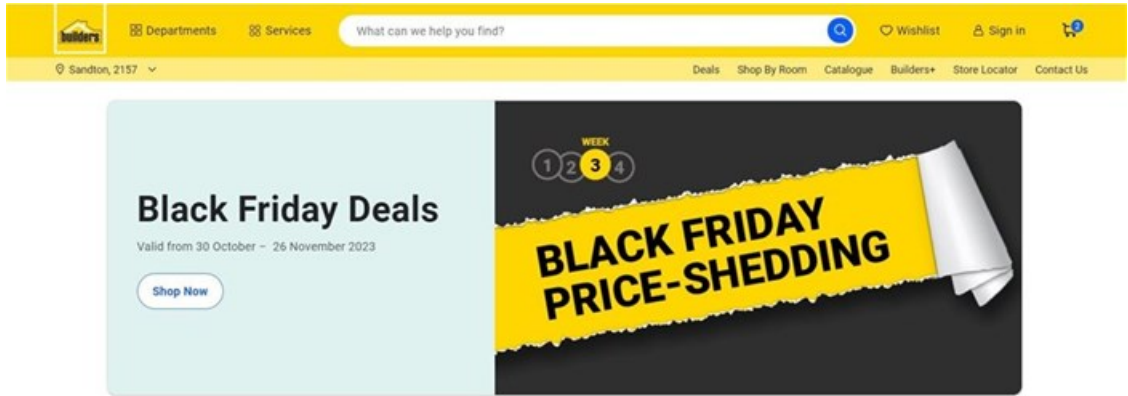 builders
Departments Services What can we help you find? Wishlist Sign in 2
Sandton, 2157 Deals Shop By Room Catalogue Builders+ Store Locator Contact Us
Black Friday Deals
Valid from 30 October – 26 November 2023
Shop Now
WEEK
1 2 3 4
BLACK FRIDAY
PRICE-SHEDDING